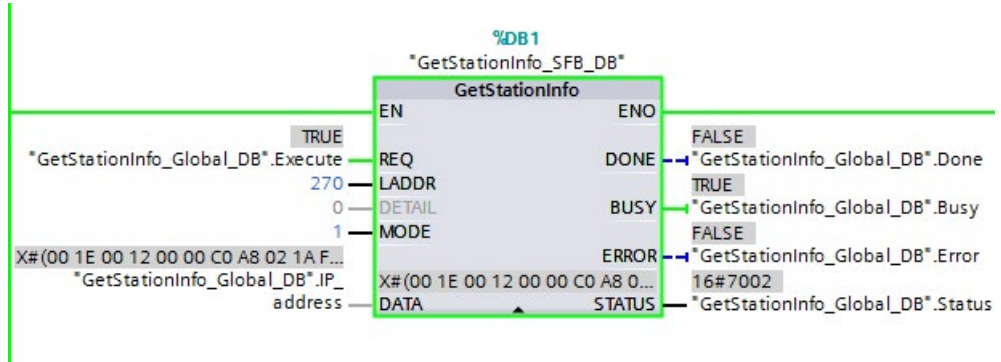 %DB1
"GetStationInfo_SFB_DB"
GetStationInfo
EN ENO
TRUE FALSE
"GetStationInfo_Global_DB".Execute REQ DONE "GetStationInfo_Global_DB".Done
270 LADDR TRUE
0 DETAIL BUSY "GetStationInfo_Global_DB".Busy
1 MODE FALSE
X#(00 1E 00 12 00 00 C0 A8 02 1A F... ERROR "GetStationInfo_Global_DB".Error
"GetStationInfo_Global_DB".IP_ X#(00 1E 00 12 00 00 C0 A8 0... 16#7002
address DATA STATUS "GetStationInfo_Global_DB".Status